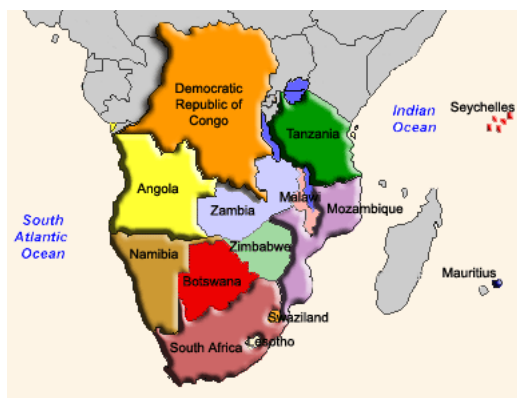 Democratic
Republic of
Congo
Indian
Ocean
Seychelles
Tanzania
Angola
Malawi
Zambia
Mozambique
South
Atlantic
Ocean
Namibia
Zimbabwe
Botswana
Mauritius
Swaziland
South Africa
Lesotho